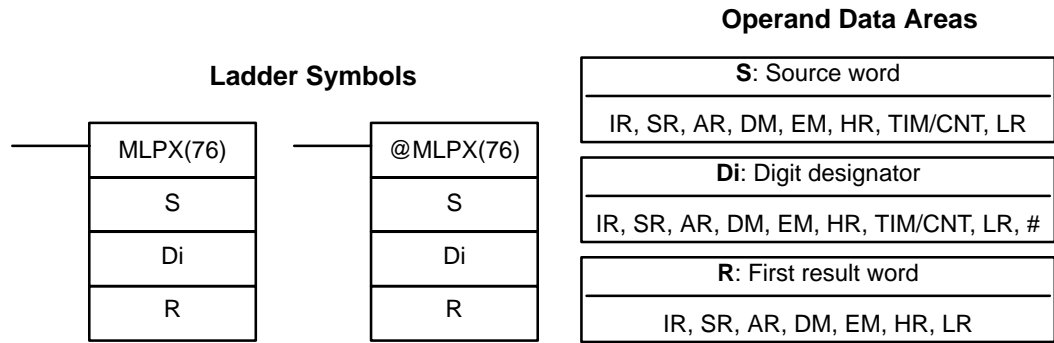 Ladder Symbols
MLPX(76)
S
Di
R
@MLPX(76)
S
Di
R
Operand Data Areas
S: Source word
IR, SR, AR, DM, EM, HR, TIM/CNT, LR
Di: Digit designator
IR, SR, AR, DM, EM, HR, TIM/CNT, LR, #
R: First result word
IR, SR, AR, DM, EM, HR, LR